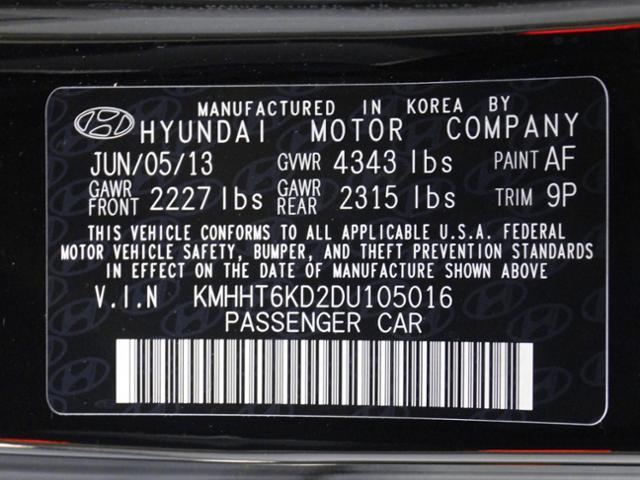 MANUFACTURED IN KOREA BY
HYUNDAI MOTOR COMPANY
JUN/05/13 GVWR 4343 lbs PAINT AF
GAWR FRONT 2227 lbs GAWR REAR 2315 lbs TRIM 9P
THIS VEHICLE CONFORMS TO ALL APPLICABLE U.S.A. FEDERAL
MOTOR VEHICLE SAFETY, BUMPER, AND THEFT PREVENTION STANDARDS
IN EFFECT ON THE DATE OF MANUFACTURE SHOWN ABOVE
V.I.N KMHHT6KD2DU105016
PASSENGER CAR